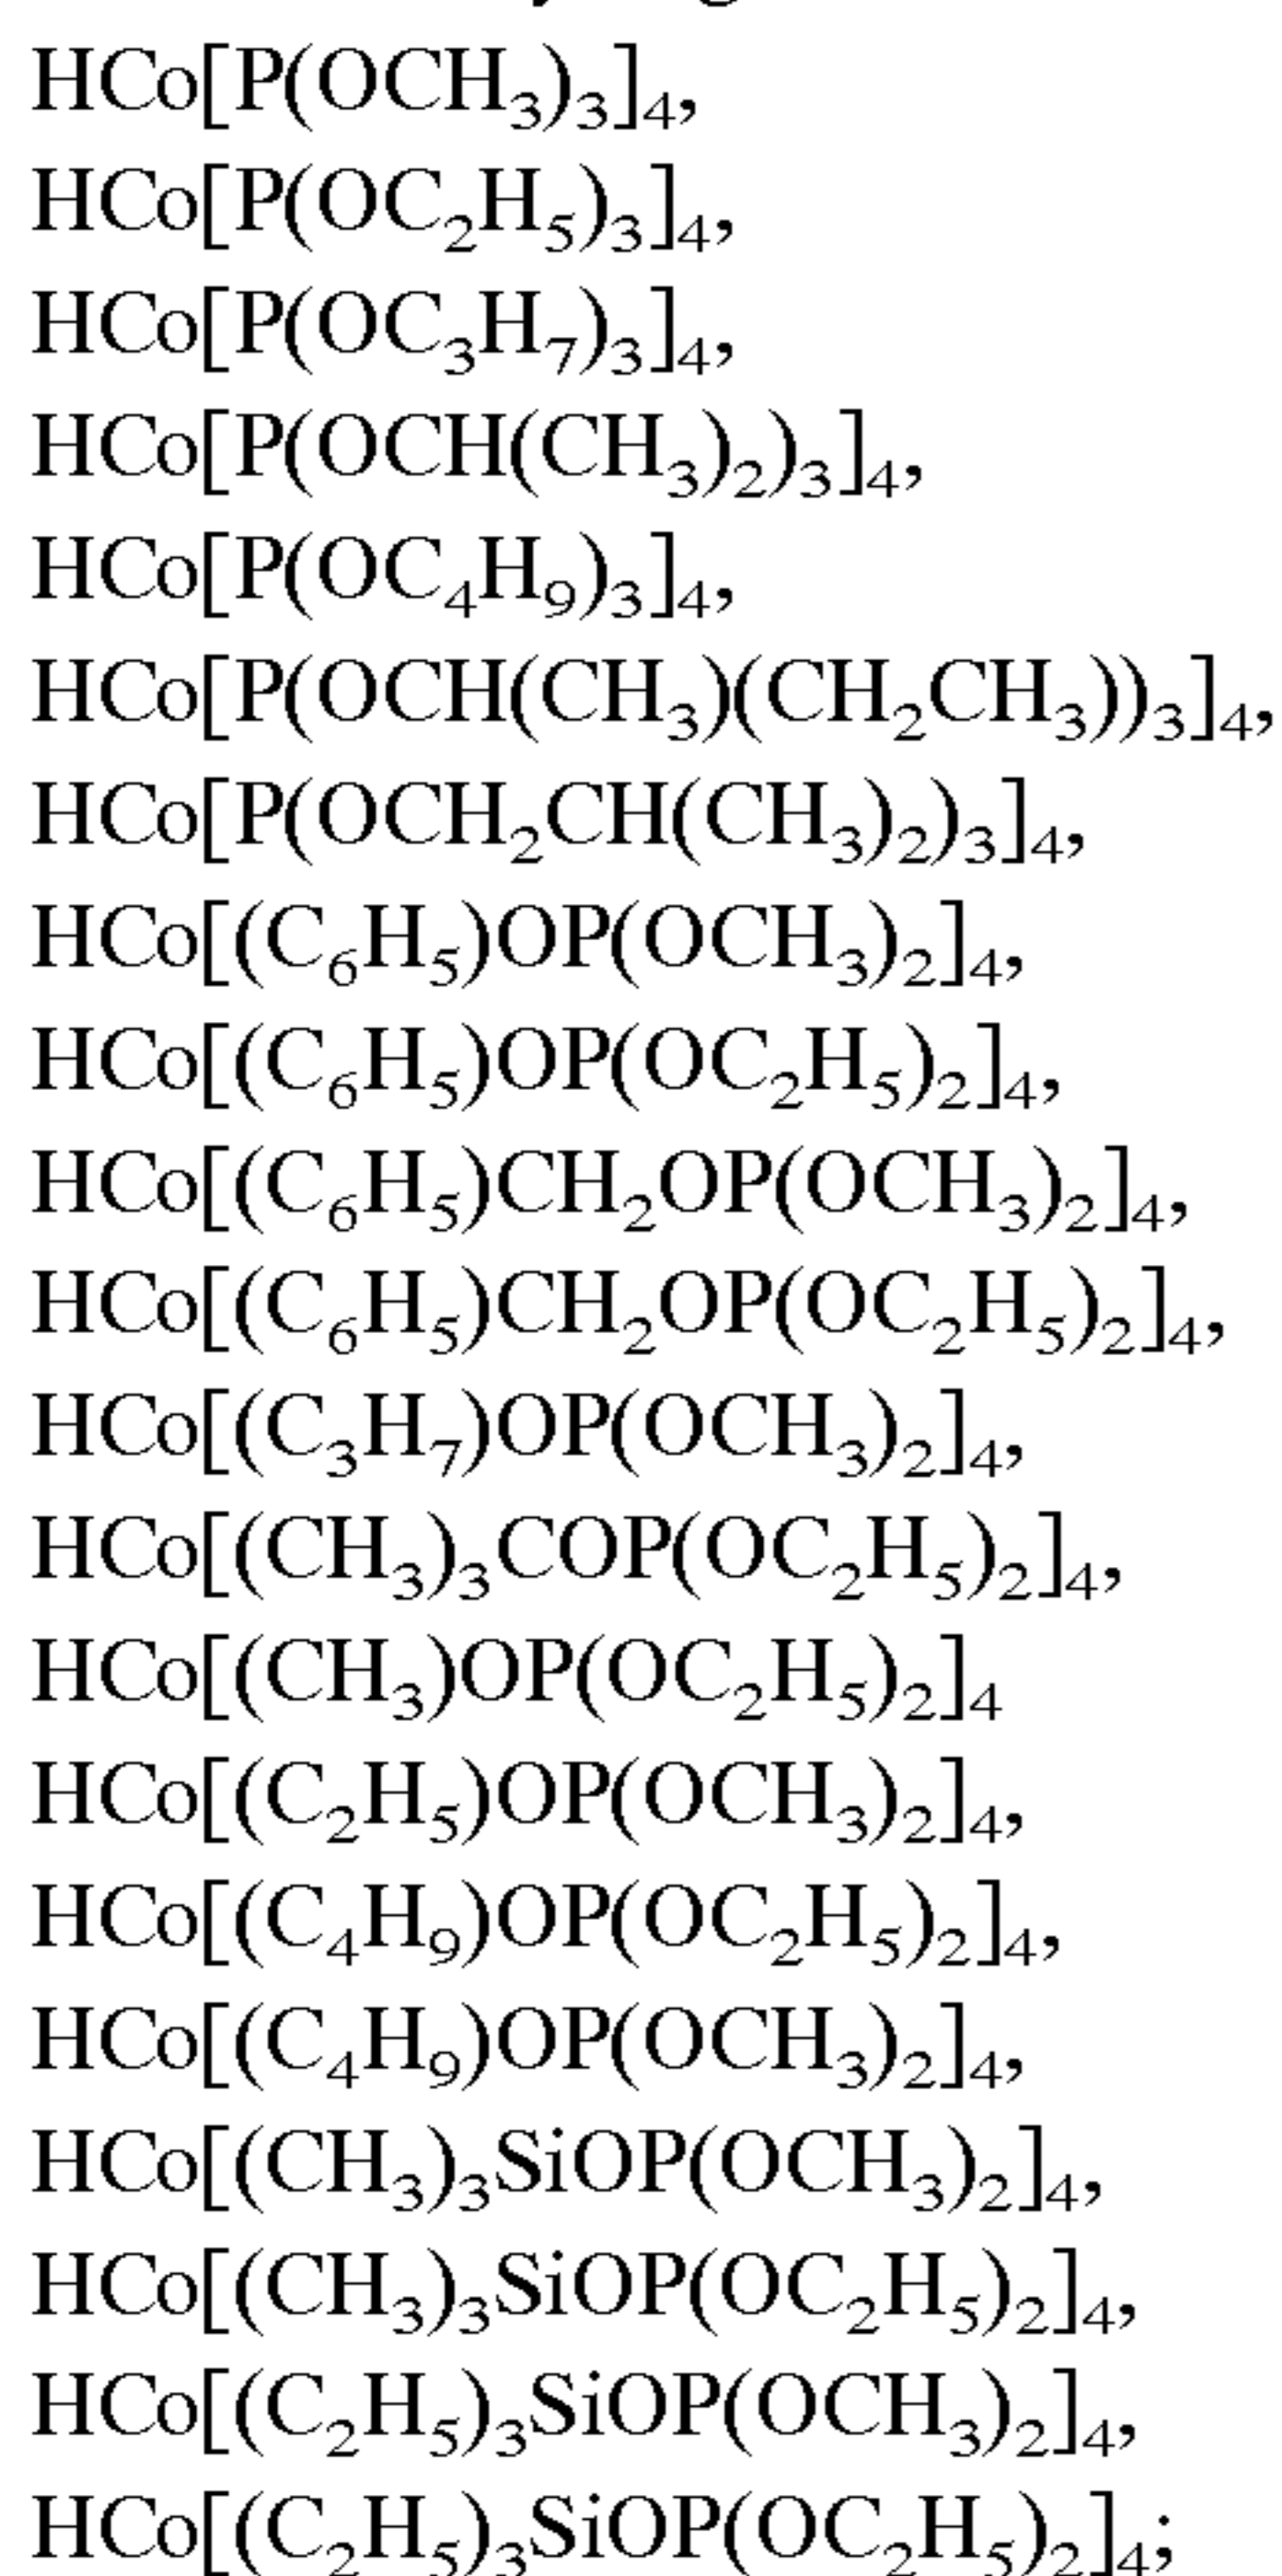 HCo[P(OCH₃)₃]₄,
HCo[P(OC₂H₅)₃]₄,
HCo[P(OC₃H₇)₃]₄,
HCo[P(OCH(CH₃)₂)₃]₄,
HCo[P(OC₄H₉)₃]₄,
HCo[P(OCH(CH₃)(CH₂CH₃))₃]₄,
HCo[P(OCH₂CH(CH₃)₂)₃]₄,
HCo[(C₆H₅)OP(OCH₃)₂]₄,
HCo[(C₆H₅)OP(OC₂H₅)₂]₄,
HCo[(C₆H₅)CH₂OP(OCH₃)₂]₄,
HCo[(C₆H₅)CH₂OP(OC₂H₅)₂]₄,
HCo[(C₃H₇)OP(OCH₃)₂]₄,
HCo[(CH₃)₃COP(OC₂H₅)₂]₄,
HCo[(CH₃)OP(OC₂H₅)₂]₄
HCo[(C₂H₅)OP(OCH₃)₂]₄,
HCo[(C₄H₉)OP(OC₂H₅)₂]₄,
HCo[(C₄H₉)OP(OCH₃)₂]₄,
HCo[(CH₃)₃SiOP(OCH₃)₂]₄,
HCo[(CH₃)₃SiOP(OC₂H₅)₂]₄,
HCo[(C₂H₅)₃SiOP(OCH₃)₂]₄,
HCo[(C₂H₅)₃SiOP(OC₂H₅)₂]₄;